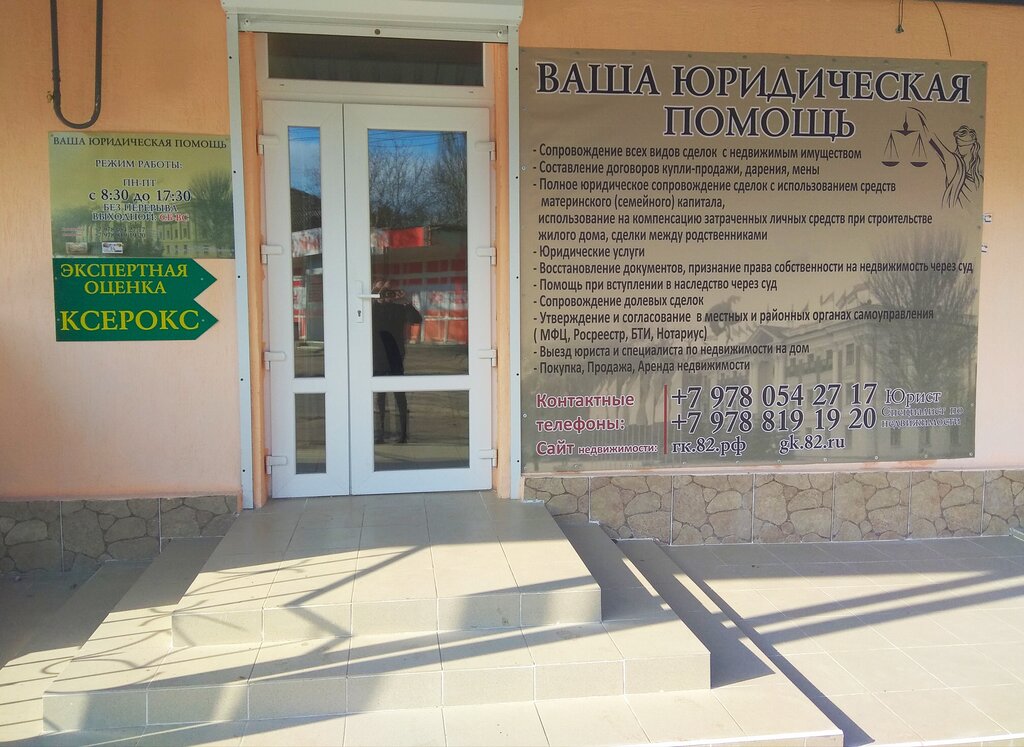 ВАША ЮРИДИЧЕСКАЯ ПОМОЩЬ
РЕЖИМ РАБОТЫ:
ПН-ПТ
с 8:30 до 17:30
БЕЗ ПЕРЕРЫВА
ВЫХОДНОЙ: СБ-ВС
ЭКСПЕРТНАЯ
ОЦЕНКА
КСЕРОКС
ВАША ЮРИДИЧЕСКАЯ
ПОМОЩЬ
- Сопровождение всех видов сделок с недвижимым имуществом
- Составление договоров купли-продажи, дарения, мены
- Полное юридическое сопровождение сделок с использованием средств
материнского (семейного) капитала,
использование на компенсацию затраченных личных средств при строительстве
жилого дома, сделки между родственниками
- Юридические услуги
- Восстановление документов, признание права собственности на недвижимость через суд
- Помощь при вступлении в наследство через суд
- Сопровождение долевых сделок
- Утверждение и согласование в местных и районных органах самоуправления
( МФЦ, Росреестр, БТИ, Нотариус)
- Выезд юриста и специалиста по недвижимости на дом
- Покупка, Продажа, Аренда недвижимости
Контактные телефоны:
+7 978 054 27 17 Юрист
+7 978 819 19 20 Специалист по недвижимости
Сайт недвижимости: гк.82.рф gk.82.ru